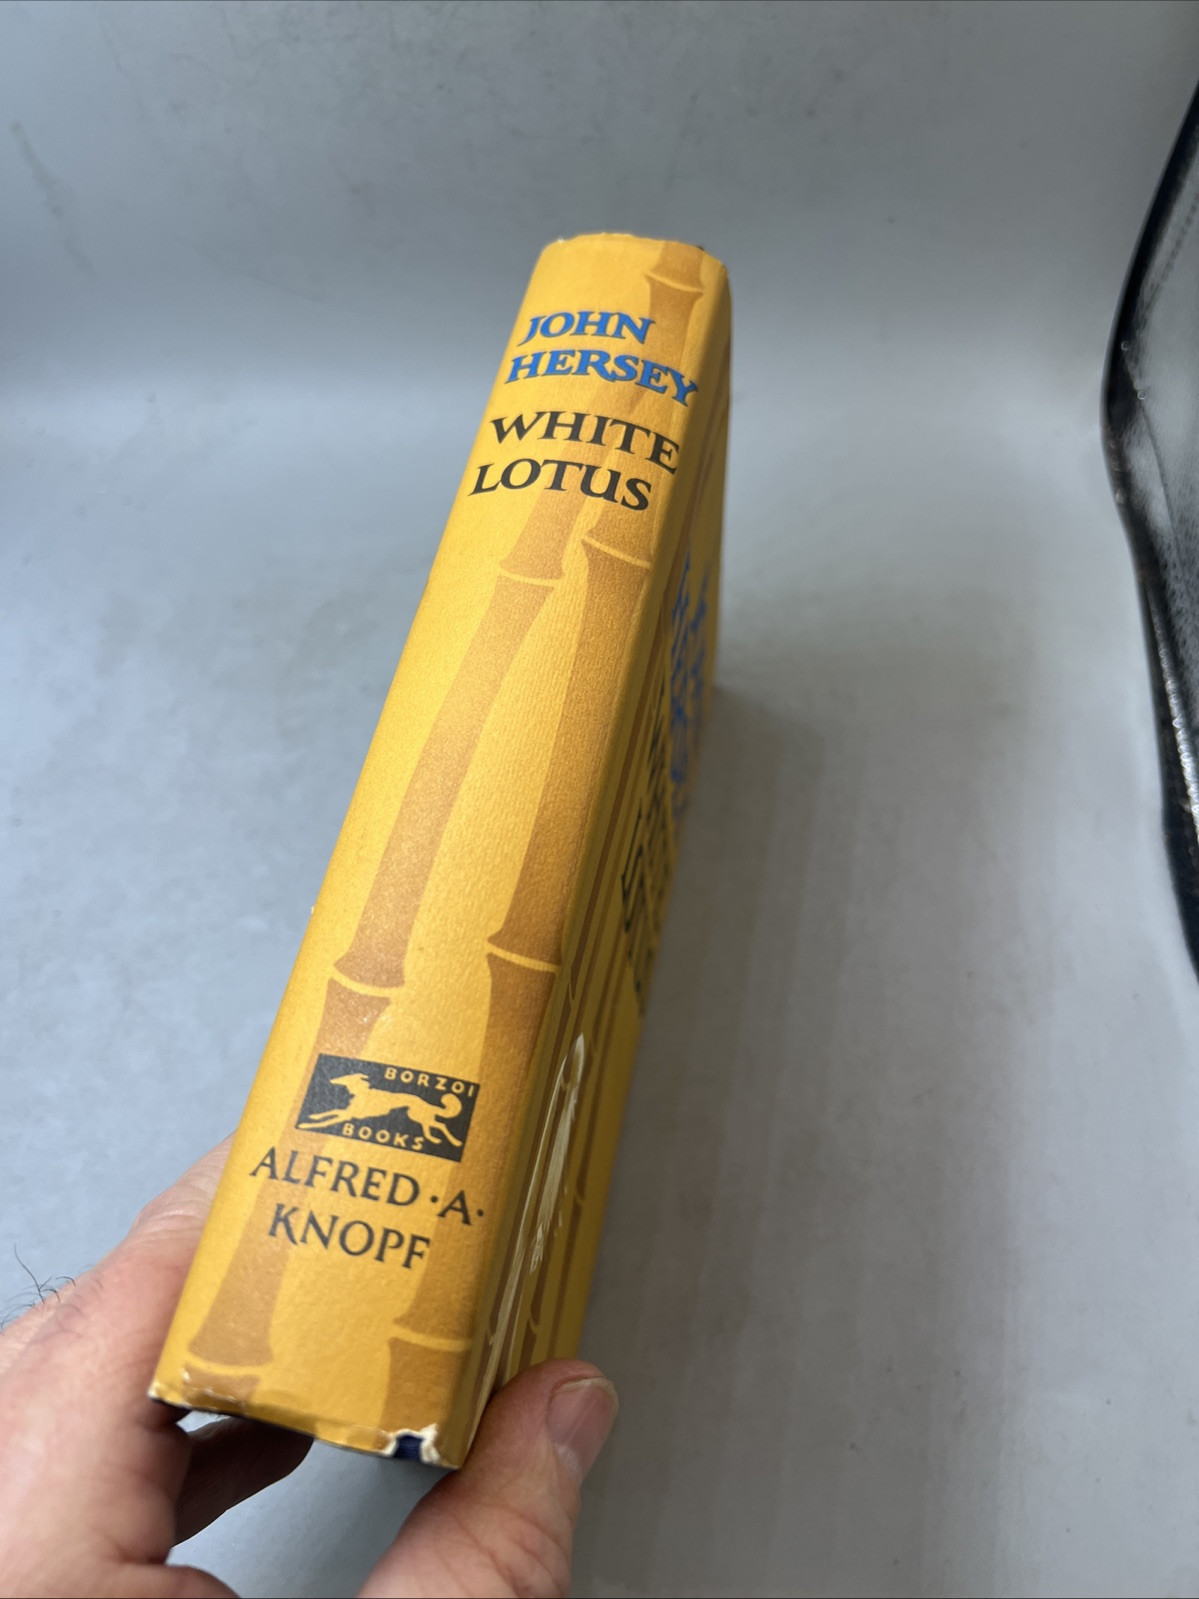 JOHN
HERSEY
WHITE
LOTUS
BORZOI
BOOKS
ALFRED · A ·
KNOPF